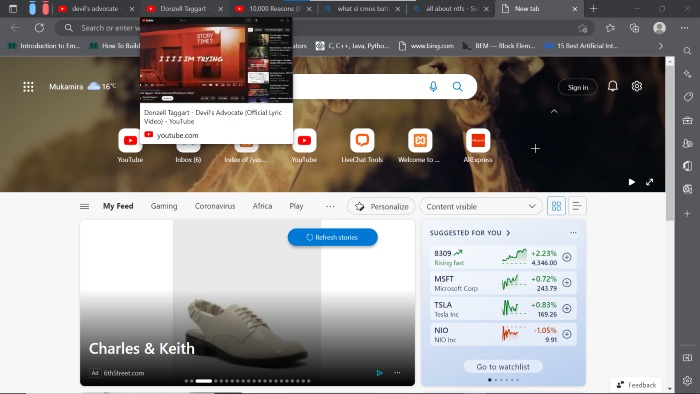 devil's advocate -
Donzell Taggart -
10,000 Reasons (B
what si cmos batt
all about ntfs - Se
New tab
Search or enter w
Introduction to Em...
How To Build
ators
C, C++, Java, Pytho...
www.bing.com
BEM — Block Elem...
15 Best Artificial Int...
YouTube
STORY TIME?
I I I I IM TRYING
Donzell Taggart - Devil's Advocate (Official Lyric
Video) - YouTube
youtube.com
Mukamira
16°C
Sign in
YouTube
Inbox (6)
Index of /yas...
YouTube
LiveChat Tools
Welcome to ...
AliExpress
My Feed
Gaming
Coronavirus
Africa
Play
...
Personalize
Content visible
Refresh stories
Charles & Keith
Ad
6thStreet.com
SUGGESTED FOR YOU
8309
Rising fast
+2.23%
4,346.00
MSFT
Microsoft Corp
+0.72%
243.79
TSLA
Tesla Inc
+0.83%
169.26
NIO
NIO Inc
-1.05%
9.91
Go to watchlist
Feedback